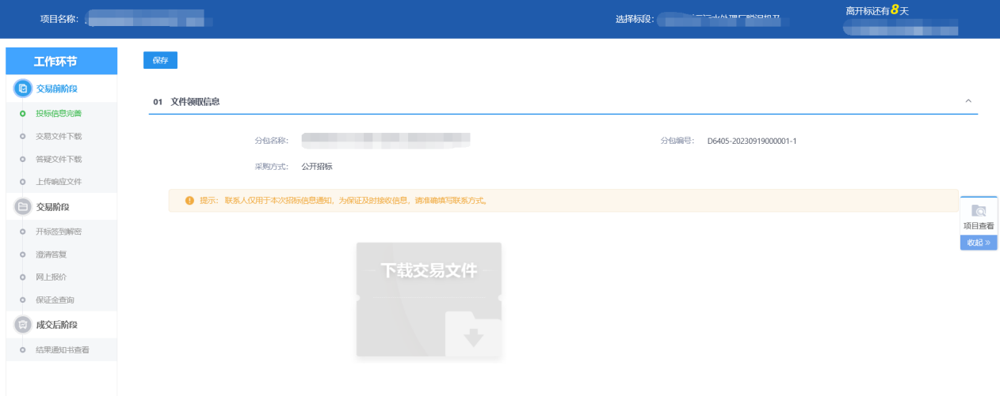 项目名称：
选择标段：
离开标还有8天
工作环节
保存
交易前阶段
01 文件领取信息
投标信息完善
交易文件下载
分包名称：
分包编号： D6405-20230919000001-1
答疑文件下载
采购方式： 公开招标
上传响应文件
提示： 联系人仅用于本次招标信息通知，为保证及时接收信息，请准确填写联系方式。
交易阶段
项目查看
开标签到解密
收起
澄清答复
下载交易文件
网上报价
保证金查询
成交后阶段
结果通知书查看